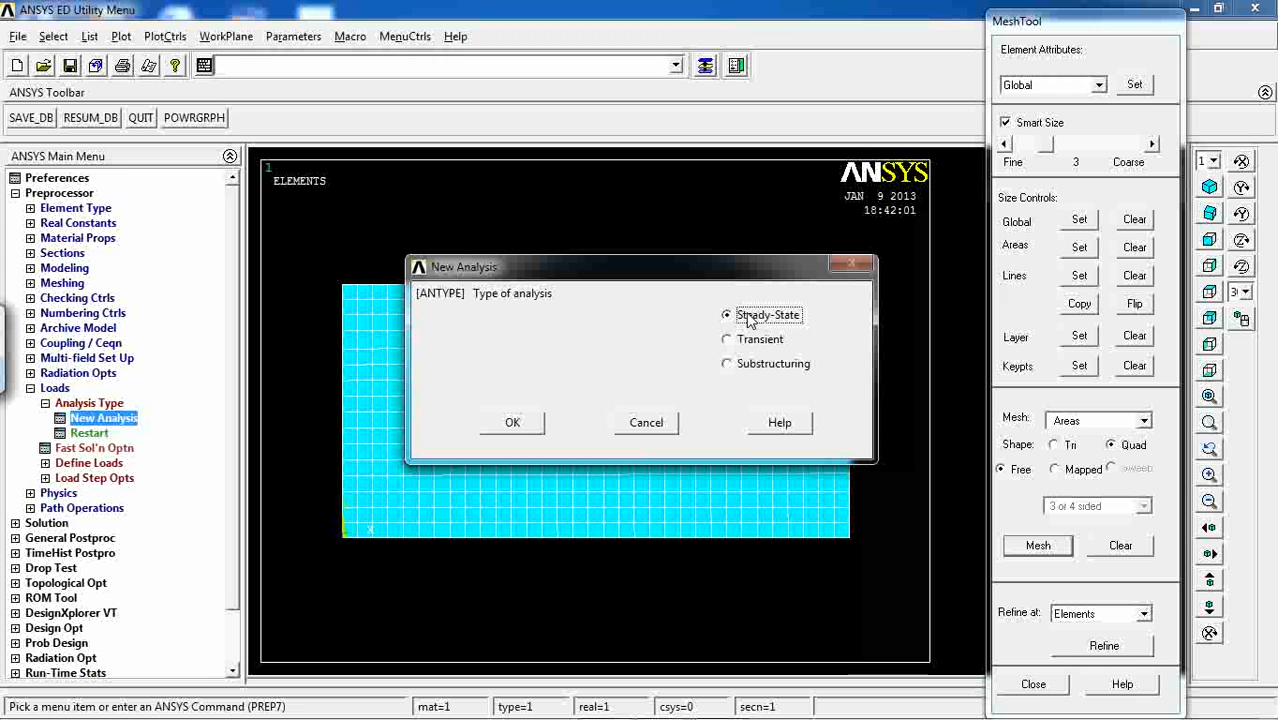 ANSYS ED Utility Menu
File Select List Plot PlotCtrls WorkPlane Parameters Macro MenuCtrls Help
ANSYS Toolbar
SAVE_DB RESUM_DB QUIT POWRGRPH
ANSYS Main Menu
Preferences
Preprocessor
Element Type
Real Constants
Material Props
Sections
Modeling
Meshing
Checking Ctrls
Numbering Ctrls
Archive Model
Coupling / Ceqn
Multi-field Set Up
Radiation Opts
Loads
Analysis Type
New Analysis
Restart
Fast Sol'n Optn
Define Loads
Load Step Opts
Physics
Path Operations
Solution
General Postproc
TimeHist Postpro
Drop Test
Topological Opt
ROM Tool
DesignXplorer VT
Design Opt
Prob Design
Radiation Opt
Run-Time Stats
1
ELEMENTS
ANSYS
JAN 9 2013
18:42:01
X
New Analysis
[ANTYPE] Type of analysis
Steady-State
Transient
Substructuring
OK Cancel Help
MeshTool
Element Attributes:
Global Set
Smart Size
Fine 3 Coarse
Size Controls:
Global Set Clear
Areas Set Clear
Lines Set Clear
Copy Flip
Layer Set Clear
Keypts Set Clear
Mesh: Areas
Shape: Tri Quad
Free Mapped Sweep
3 or 4 sided
Mesh Clear
Refine at: Elements
Refine
Close Help
1
Pick a menu item or enter an ANSYS Command (PREP7) mat=1 type=1 real=1 csys=0 secn=1